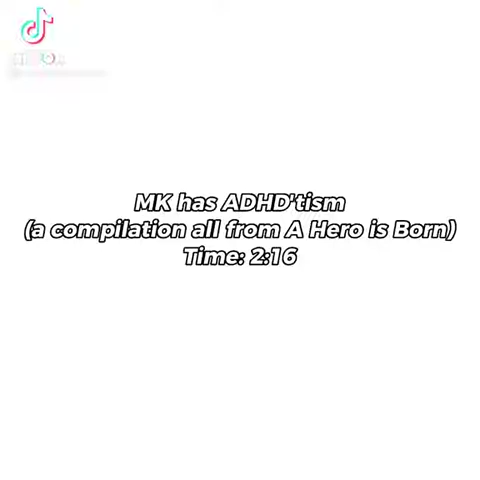 MK has ADHD'tism
(a compilation all from A Hero is Born)
Time: 2:16